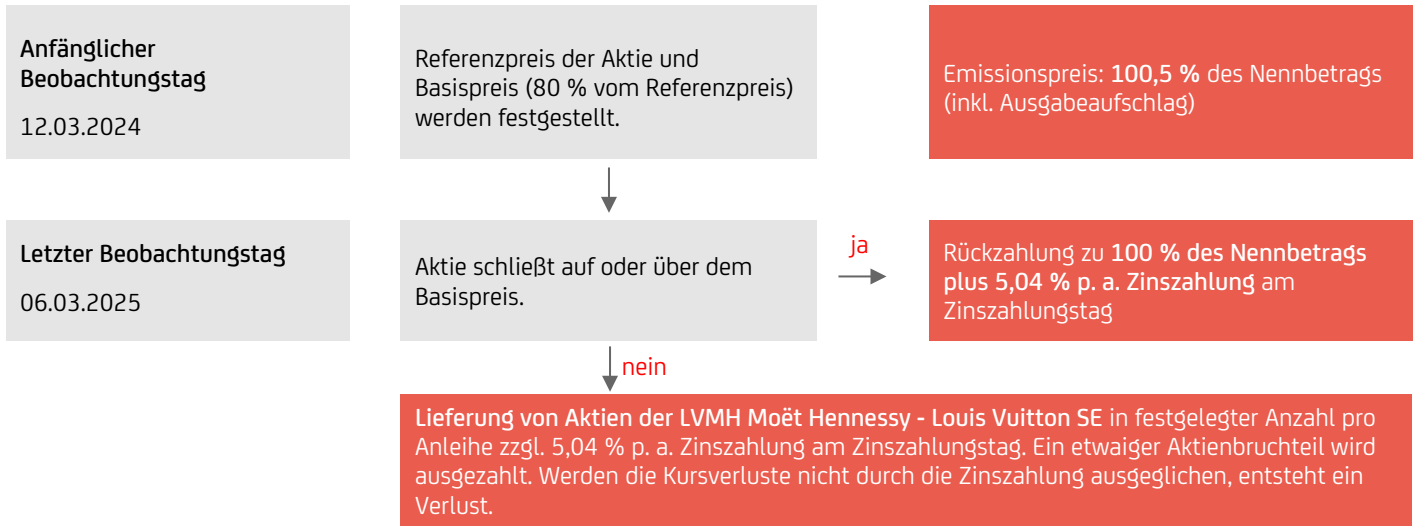 Anfänglicher
Beobachtungstag
12.03.2024
Referenzpreis der Aktie und
Basispreis (80 % vom Referenzpreis)
werden festgestellt.
Emissionspreis: 100,5 % des Nennbetrags
(inkl. Ausgabeaufschlag)
Letzter Beobachtungstag
06.03.2025
Aktie schließt auf oder über dem
Basispreis.
ja
Rückzahlung zu 100 % des Nennbetrags
plus 5,04 % p. a. Zinszahlung am
Zinszahlungstag
nein
Lieferung von Aktien der LVMH Moët Hennessy - Louis Vuitton SE in festgelegter Anzahl pro
Anleihe zzgl. 5,04 % p. a. Zinszahlung am Zinszahlungstag. Ein etwaiger Aktienbruchteil wird
ausgezahlt. Werden die Kursverluste nicht durch die Zinszahlung ausgeglichen, entsteht ein
Verlust.